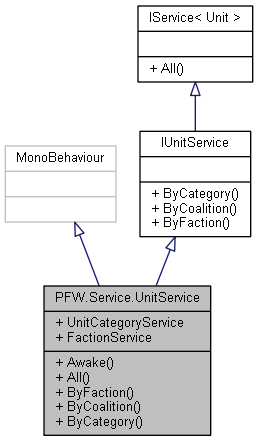 IService< Unit >
+ All()
IUnitService
+ ByCategory()
+ ByCoalition()
+ ByFaction()
MonoBehaviour
PFW.Service.UnitService
+ UnitCategoryService
+ FactionService
+ Awake()
+ All()
+ ByFaction()
+ ByCoalition()
+ ByCategory()